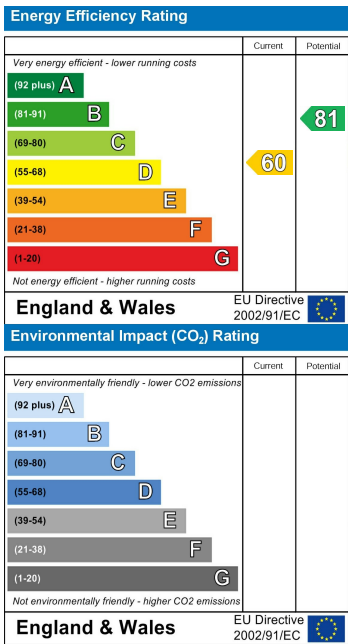 Energy Efficiency Rating
Current Potential
Very energy efficient - lower running costs
(92 plus) A
(81-91) B
81
(69-80) C
(55-68) D
60
(39-54) E
(21-38) F
(1-20) G
Not energy efficient - higher running costs
England & Wales
EU Directive
2002/91/EC
Environmental Impact (CO₂) Rating
Current Potential
Very environmentally friendly - lower CO2 emissions
(92 plus) A
(81-91) B
(69-80) C
(55-68) D
(39-54) E
(21-38) F
(1-20) G
Not environmentally friendly - higher CO2 emissions
England & Wales
EU Directive
2002/91/EC